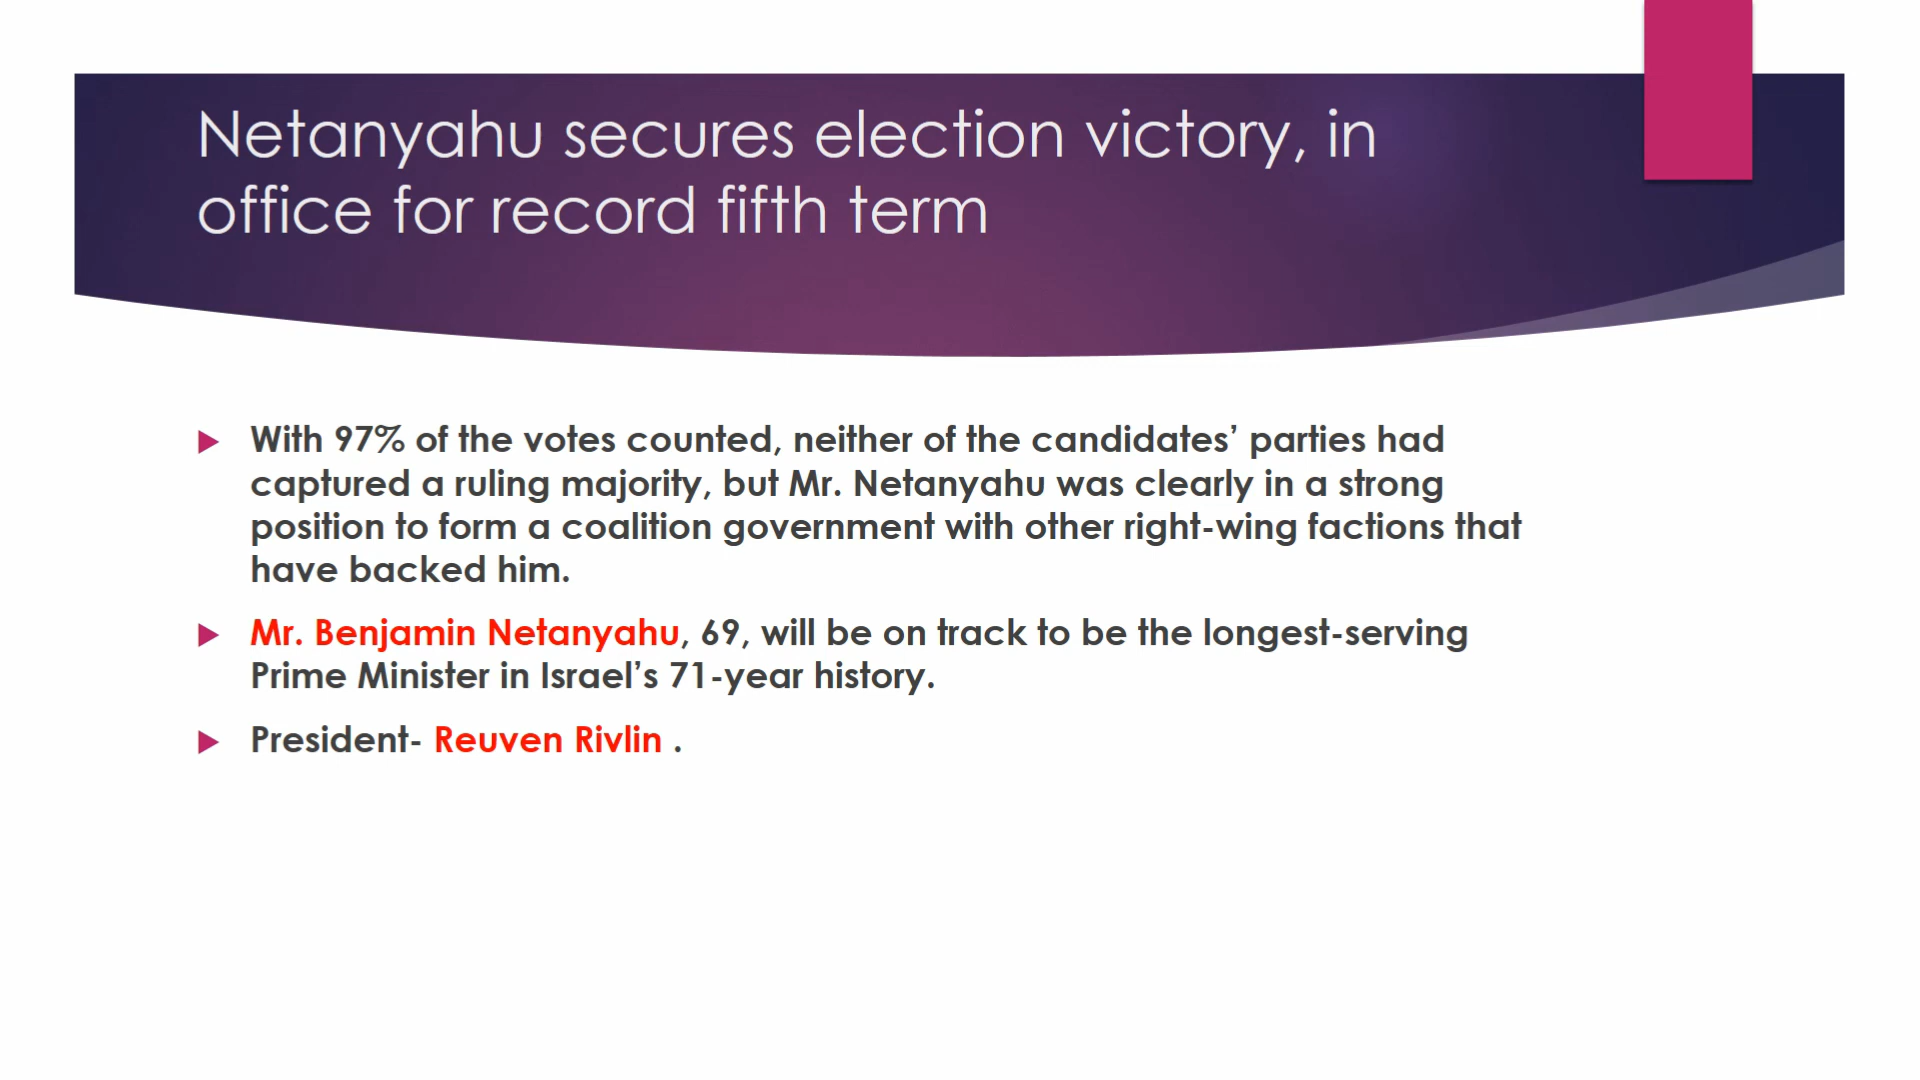 Netanyahu secures election victory, in
office for record fifth term
With 97% of the votes counted, neither of the candidates’ parties had
captured a ruling majority, but Mr. Netanyahu was clearly in a strong
position to form a coalition government with other right-wing factions that
have backed him.
Mr. Benjamin Netanyahu, 69, will be on track to be the longest-serving
Prime Minister in Israel’s 71-year history.
President- Reuven Rivlin .